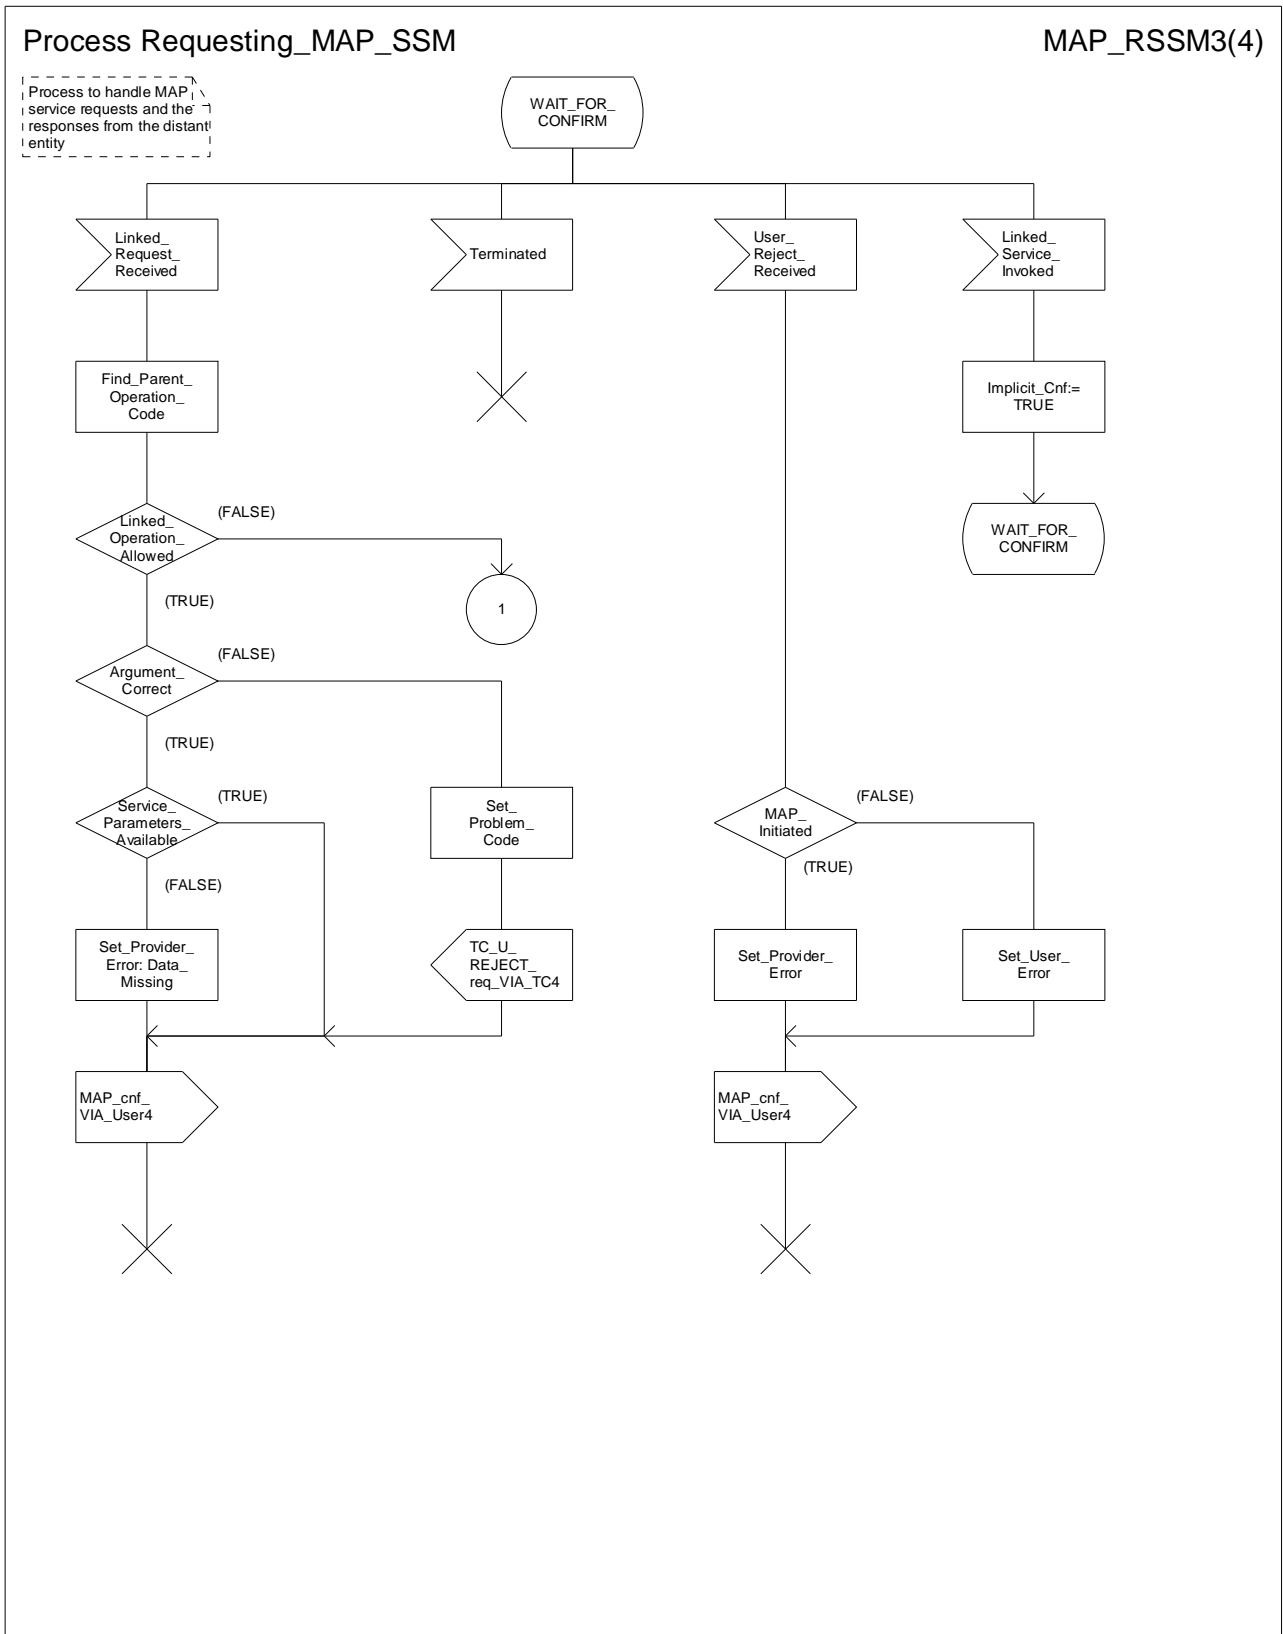 Process Requesting_MAP_SSM
MAP_RSSM3(4)
Process to handle MAP
service requests and the
responses from the distant
entity
WAIT_FOR_
CONFIRM
Linked_
Request_
Received
Terminated
User_
Reject_
Received
Linked_
Service_
Invoked
Find_Parent_
Operation_
Code
Implicit_Cnf:=
TRUE
Linked_
Operation_
Allowed
(FALSE)
(TRUE)
1
WAIT_FOR_
CONFIRM
Argument_
Correct
(FALSE)
(TRUE)
Service_
Parameters_
Available
(TRUE)
(FALSE)
Set_
Problem_
Code
MAP_
Initiated
(FALSE)
(TRUE)
Set_Provider_
Error: Data_
Missing
TC_U_
REJECT_
req_VIA_TC4
Set_Provider_
Error
Set_User_
Error
MAP_cnf_
VIA_User4
MAP_cnf_
VIA_User4